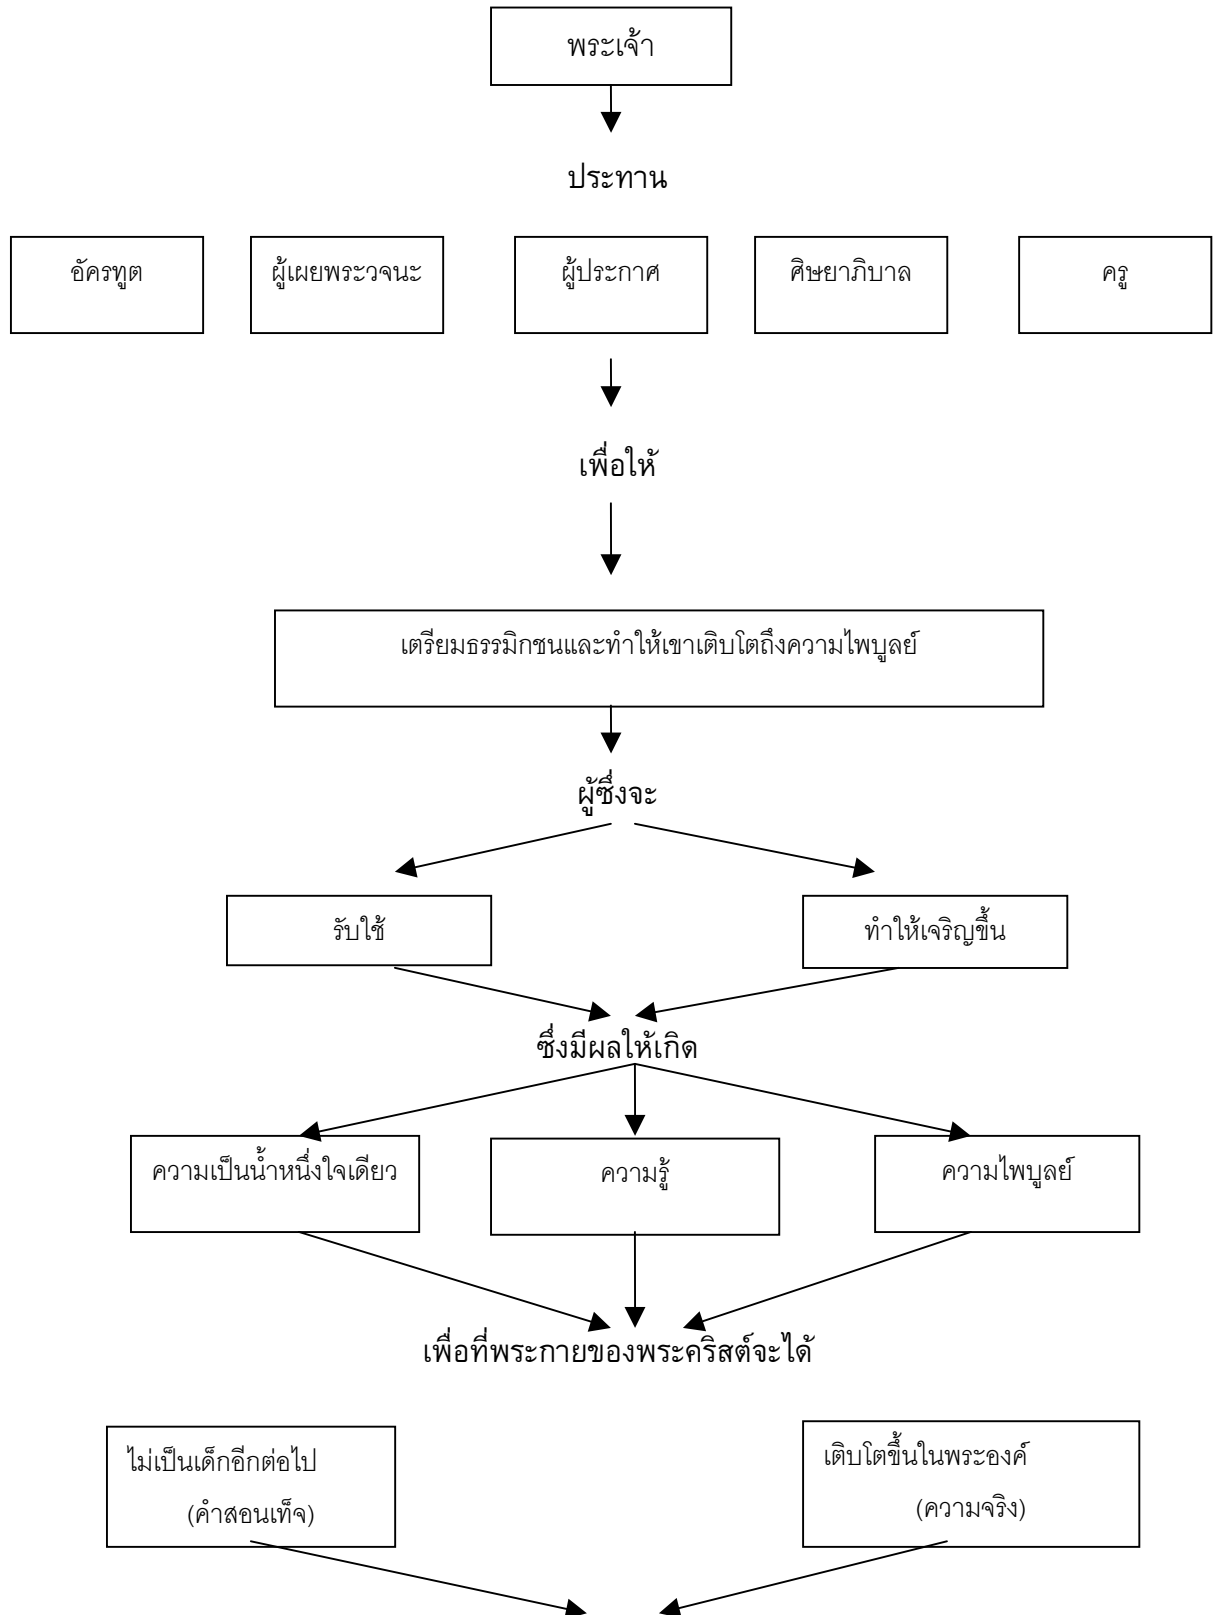 พระเจ้า
ประทาน
อัครทูต
ผู้เผยพระวจนะ
ผู้ประกาศ
ศิษยาภิบาล
ครู
เพื่อให้
เตรียมธรรมิกชนและทำให้เขาเติบโตถึงความไพบูลย์
ผู้ซึ่งจะ
รับใช้
ทำให้เจริญขึ้น
ซึ่งมีผลให้เกิด
ความเป็นน้ำหนึ่งใจเดียว
ความรู้
ความไพบูลย์
เพื่อที่พระกายของพระคริสต์จะได้
ไม่เป็นเด็กอีกต่อไป
(คำสอนเท็จ)
เติบโตขึ้นในพระองค์
(ความจริง)